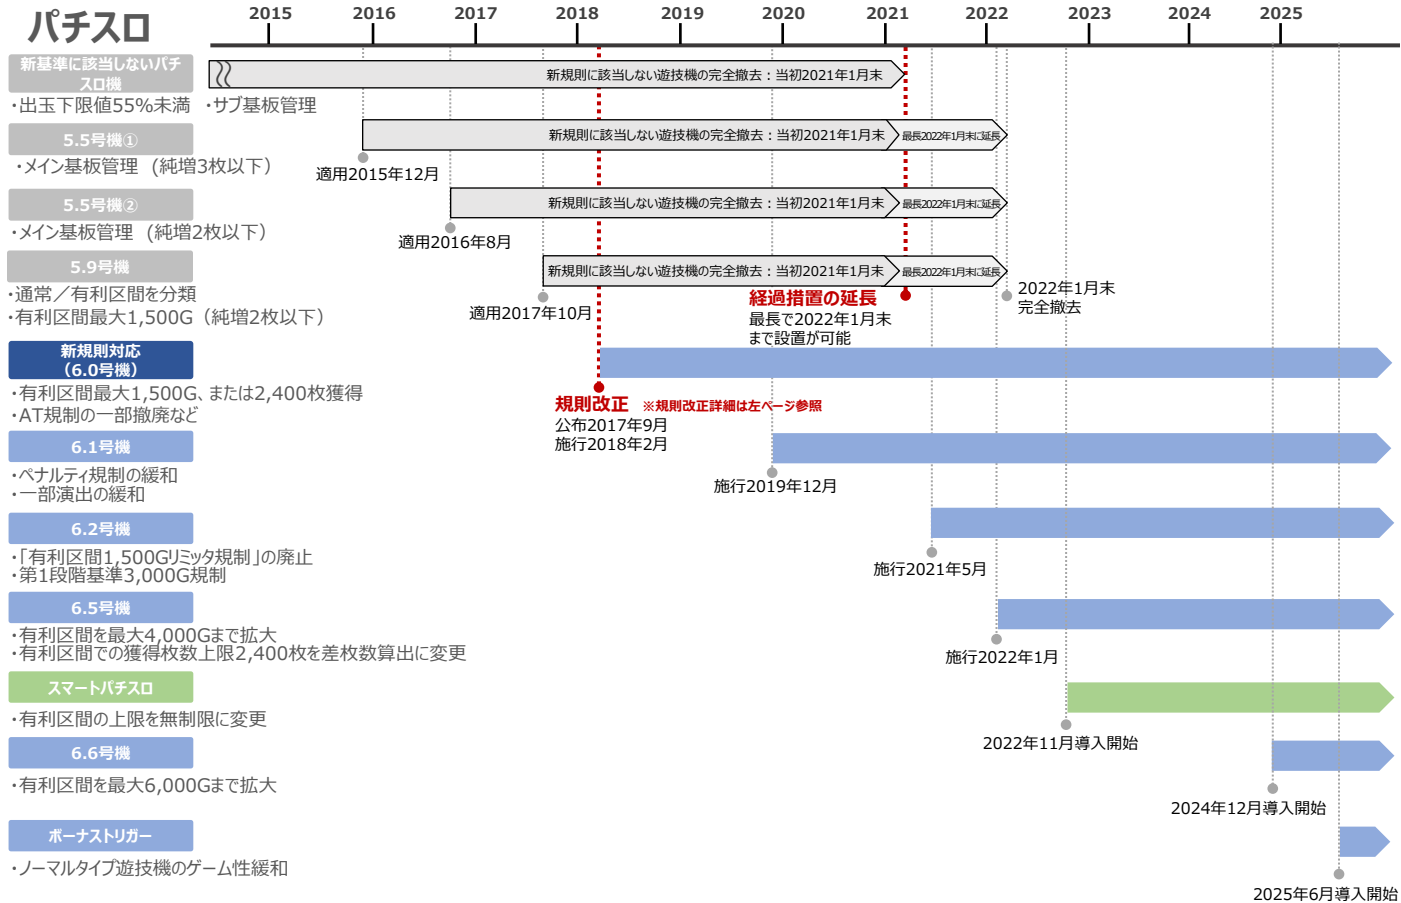 パチスロ
2015 2016 2017 2018 2019 2020 2021 2022 2023 2024 2025
新基準に該当しないパチ
スロ機
新規則に該当しない遊技機の完全撤去：当初2021年1月末
・出玉下限値55%未満 ・サブ基板管理
5.5号機①
新規則に該当しない遊技機の完全撤去：当初2021年1月末
最長2022年1月末に延長
・メイン基板管理 （純増3枚以下）
適用2015年12月
5.5号機②
新規則に該当しない遊技機の完全撤去：当初2021年1月末
最長2022年1月末に延長
・メイン基板管理 （純増2枚以下）
適用2016年8月
5.9号機
新規則に該当しない遊技機の完全撤去：当初2021年1月末
最長2022年1月末に延長
・通常／有利区間を分類
・有利区間最大1,500G（純増2枚以下）
適用2017年10月
経過措置の延長
最長で2022年1月末
まで設置が可能
2022年1月末
完全撤去
新規則対応
（6.0号機）
・有利区間最大1,500G、または2,400枚獲得
・AT規制の一部撤廃など
規則改正 ※規則改正詳細は左ページ参照
公布2017年9月
施行2018年2月
6.1号機
・ペナルティ規制の緩和
・一部演出の緩和
施行2019年12月
6.2号機
・「有利区間1,500Gリミッタ規制」の廃止
・第1段階基準3,000G規制
施行2021年5月
6.5号機
・有利区間を最大4,000Gまで拡大
・有利区間での獲得枚数上限2,400枚を差枚数算出に変更
施行2022年1月
スマートパチスロ
・有利区間の上限を無制限に変更
2022年11月導入開始
6.6号機
・有利区間を最大6,000Gまで拡大
2024年12月導入開始
ボーナストリガー
・ノーマルタイプ遊技機のゲーム性緩和
2025年6月導入開始